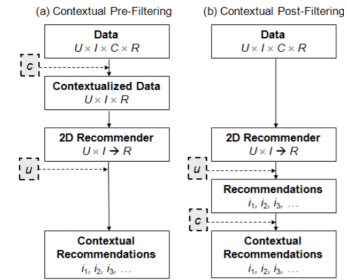 (a) Contextual Pre-Filtering
Data
U × I × C × R
c
Contextualized Data
U × I × R
2D Recommender
U × I → R
u
Contextual
Recommendations
i1, i2, i3, …
(b) Contextual Post-Filtering
Data
U × I × C × R
2D Recommender
U × I → R
u
Recommendations
i1, i2, i3, …
c
Contextual
Recommendations
i1, i2, i3, …